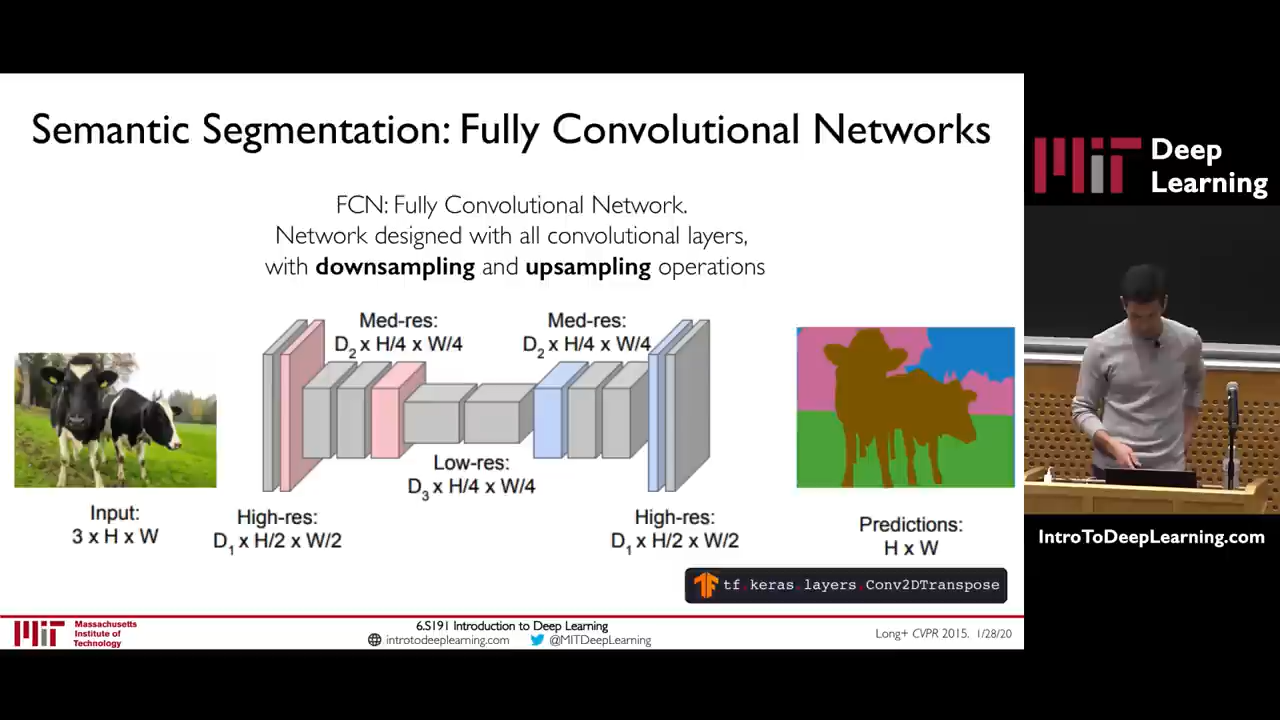 Semantic Segmentation: Fully Convolutional Networks
FCN: Fully Convolutional Network.
Network designed with all convolutional layers,
with downsampling and upsampling operations
Med-res:
D2 x H/4 x W/4
Med-res:
D2 x H/4 x W/4
Low-res:
D3 x H/4 x W/4
Input:
3 x H x W
High-res:
D1 x H/2 x W/2
High-res:
D1 x H/2 x W/2
Predictions:
H x W
tf.keras.layers.Conv2DTranspose
MIT
Massachusetts
Institute of
Technology
6.S191 Introduction to Deep Learning
introtodeeplearning.com
@MITDeepLearning
Long+ CVPR 2015. 1/28/20
MIT
Deep
Learning
IntroToDeepLearning.com